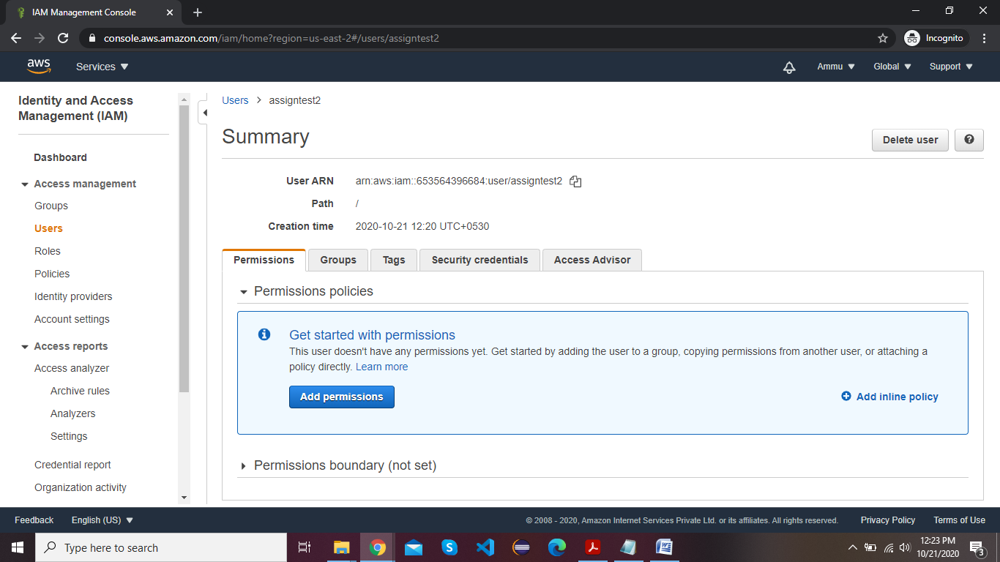 IAM Management Console
console.aws.amazon.com/iam/home?region=us-east-2#/users/assigntest2
Incognito
aws
Services
Ammu
Global
Support
Identity and Access
Management (IAM)
Dashboard
Access management
Groups
Users
Roles
Policies
Identity providers
Account settings
Access reports
Access analyzer
Archive rules
Analyzers
Settings
Credential report
Organization activity
Users > assigntest2
Summary
Delete user
?
User ARN arn:aws:iam::653564396684:user/assigntest2
Path /
Creation time 2020-10-21 12:20 UTC+0530
Permissions Groups Tags Security credentials Access Advisor
Permissions policies
Get started with permissions
This user doesn't have any permissions yet. Get started by adding the user to a group, copying permissions from another user, or attaching a
policy directly. Learn more
Add permissions
Add inline policy
Permissions boundary (not set)
Feedback English (US)
© 2008 - 2020, Amazon Internet Services Private Ltd. or its affiliates. All rights reserved. Privacy Policy Terms of Use
Type here to search
12:23 PM
10/21/2020
3